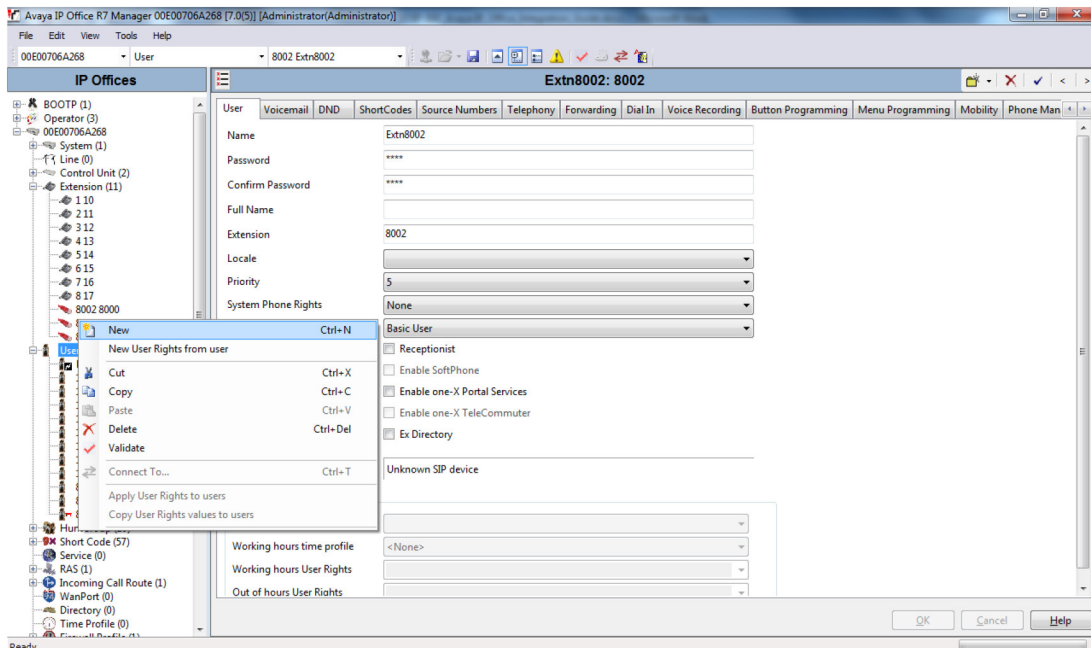 Avaya IP Office R7 Manager 00E00706A268 [7.0(5)] [Administrator(Administrator)]
File Edit View Tools Help
00E00706A268 User 8002 Extn8002
IP Offices
Extn8002: 8002
BOOTP (1)
Operator (3)
00E00706A268
System (1)
Line (0)
Control Unit (2)
Extension (11)
1 10
2 11
3 12
4 13
5 14
6 15
7 16
8 17
8002 8000
User
New Ctrl+N
New User Rights from user
Cut Ctrl+X
Copy Ctrl+C
Paste Ctrl+V
Delete Ctrl+Del
Validate
Connect To... Ctrl+T
Apply User Rights to users
Copy User Rights values to users
Short Code (57)
Service (0)
RAS (1)
Incoming Call Route (1)
WanPort (0)
Directory (0)
Time Profile (0)
User Voicemail DND ShortCodes Source Numbers Telephony Forwarding Dial In Voice Recording Button Programming Menu Programming Mobility Phone Man
Name Extn8002
Password ****
Confirm Password ****
Full Name
Extension 8002
Locale
Priority 5
System Phone Rights None
Basic User
Receptionist
Enable SoftPhone
Enable one-X Portal Services
Enable one-X TeleCommuter
Ex Directory
Unknown SIP device
Working hours time profile <None>
Working hours User Rights
Out of hours User Rights
OK Cancel Help
Ready